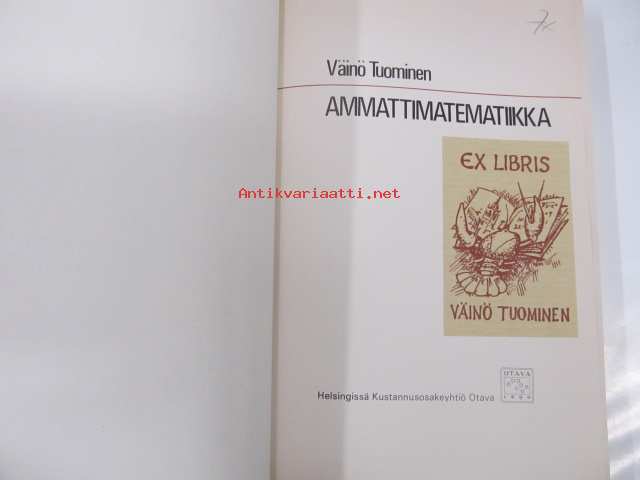 Väinö Tuominen
AMMATTIMATEMATIIKKA
EX LIBRIS
Antikvariaatti.net
VÄINÖ TUOMINEN
Helsingissä Kustannusosakeyhtiö Otava
OTAVA